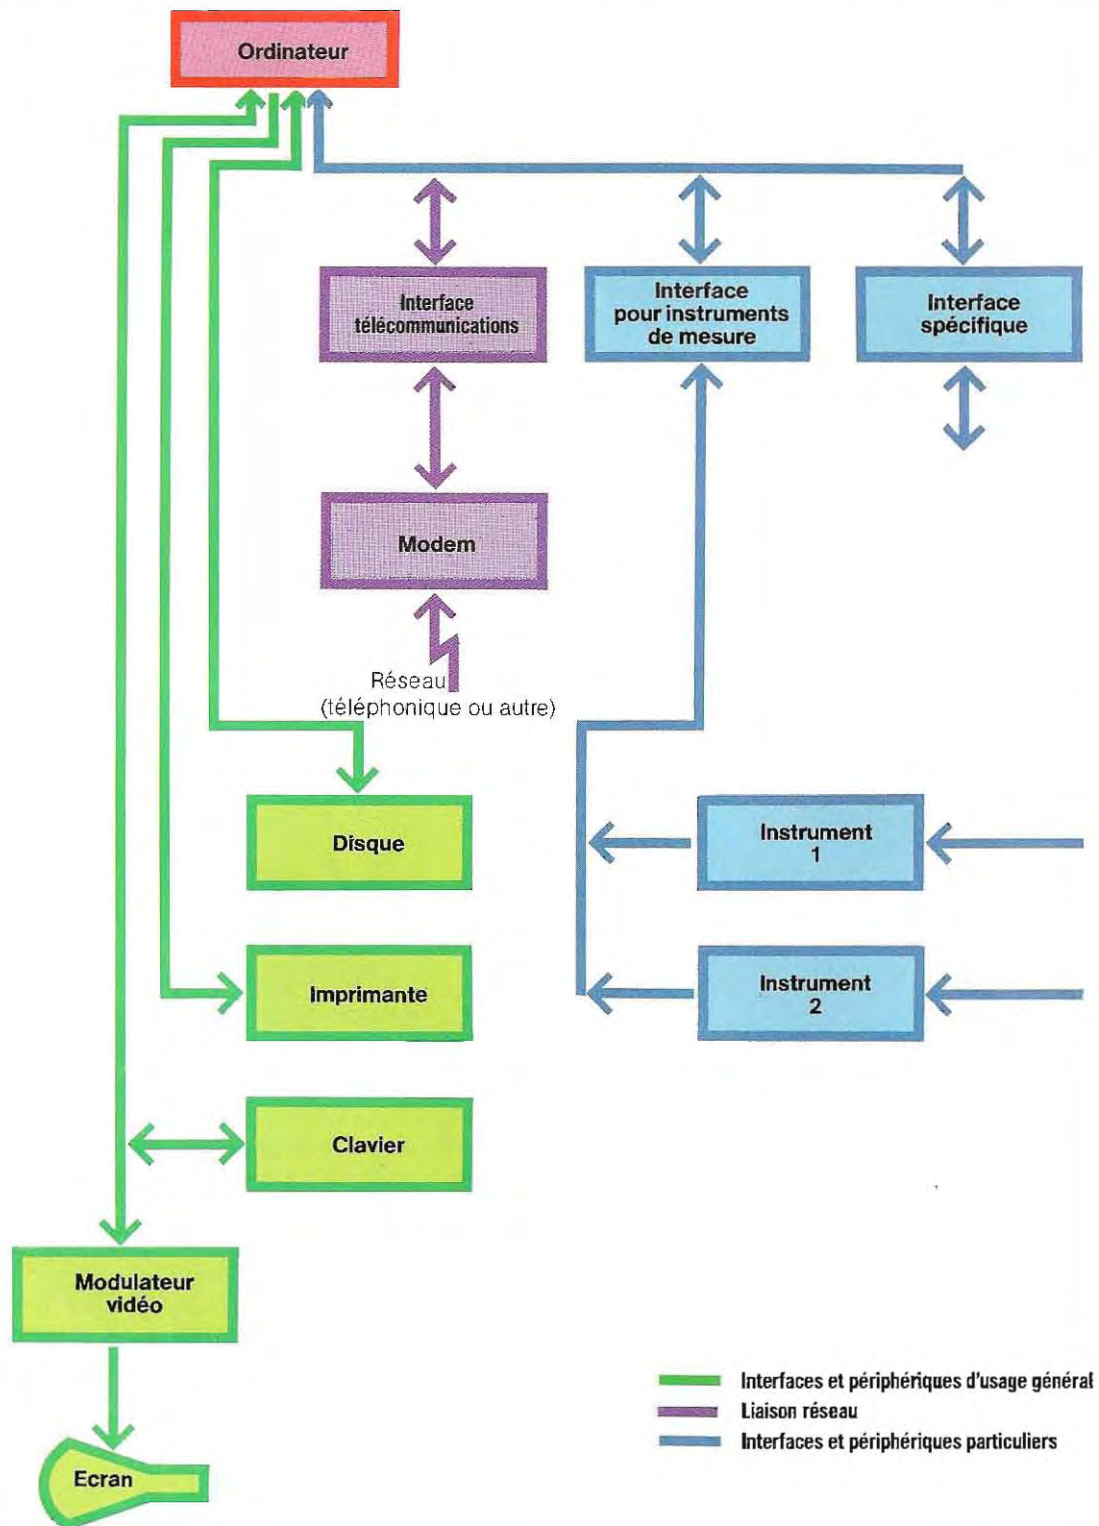 Ordinateur
Interface
télécommunications
Interface
pour instruments
de mesure
Interface
spécifique
Modem
Réseau
(téléphonique ou autre)
Disque
Instrument
1
Imprimante
Instrument
2
Clavier
Modulateur
vidéo
Ecran
Interfaces et périphériques d'usage général
Liaison réseau
Interfaces et périphériques particuliers